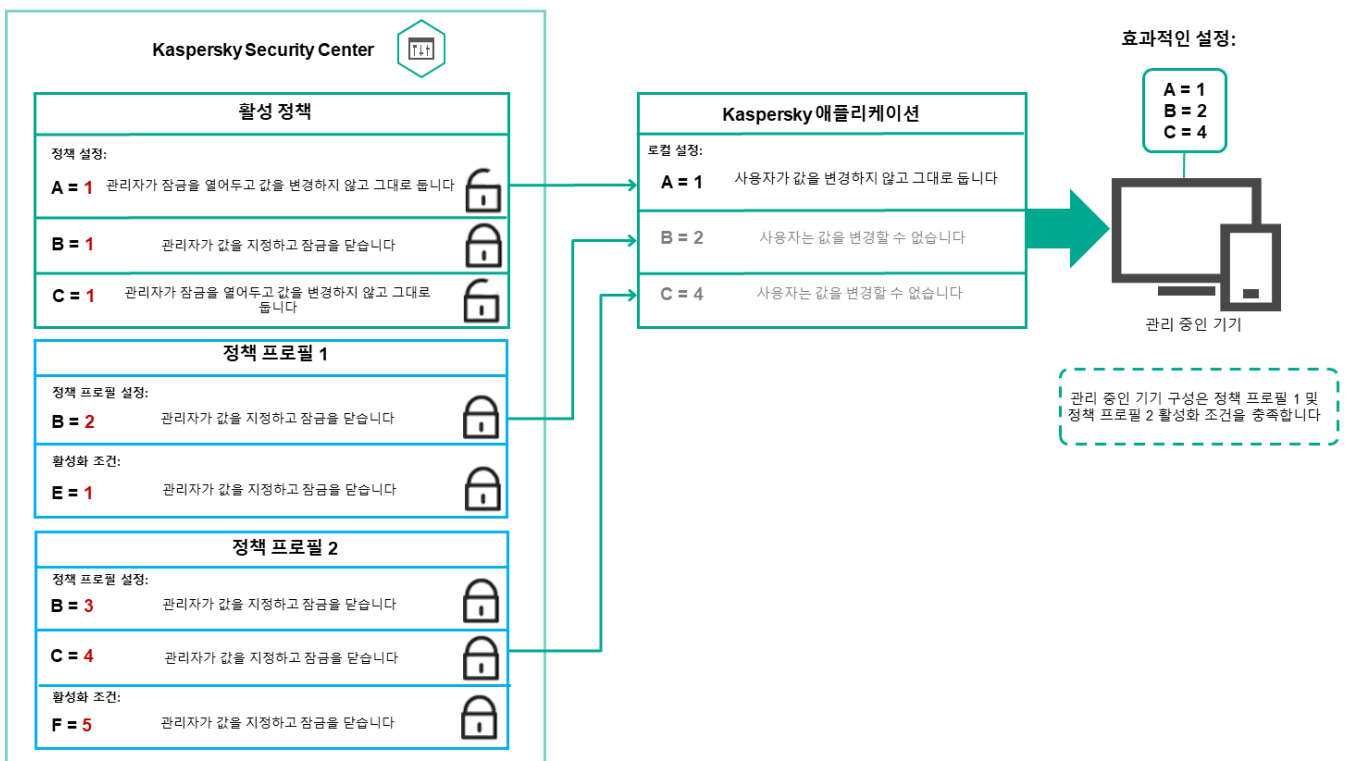 Kaspersky Security Center
활성 정책
정책 설정:
A = 1 관리자가 잠금을 열어두고 값을 변경하지 않고 그대로 둡니다
B = 1 관리자가 값을 지정하고 잠금을 닫습니다
C = 1 관리자가 잠금을 열어두고 값을 변경하지 않고 그대로
둡니다
정책 프로필 1
정책 프로필 설정:
B = 2 관리자가 값을 지정하고 잠금을 닫습니다
활성화 조건:
E = 1 관리자가 값을 지정하고 잠금을 닫습니다
정책 프로필 2
정책 프로필 설정:
B = 3 관리자가 값을 지정하고 잠금을 닫습니다
C = 4 관리자가 값을 지정하고 잠금을 닫습니다
활성화 조건:
F = 5 관리자가 값을 지정하고 잠금을 닫습니다
Kaspersky 애플리케이션
로컬 설정:
A = 1 사용자가 값을 변경하지 않고 그대로 둡니다
B = 2 사용자는 값을 변경할 수 없습니다
C = 4 사용자는 값을 변경할 수 없습니다
효과적인 설정:
A = 1
B = 2
C = 4
관리 중인 기기
관리 중인 기기 구성은 정책 프로필 1 및
정책 프로필 2 활성화 조건을 충족합니다